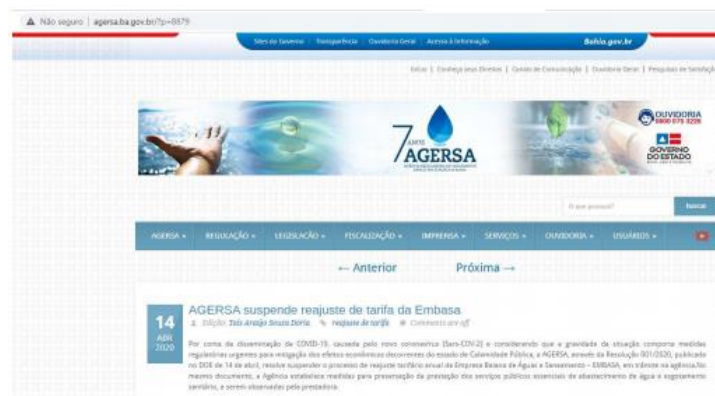 Não seguro | agersa.ba.gov.br/?p=8879
Sites do Governo | Transparência | Ouvidoria Geral | Acesso à Informação Bahia.gov.br
Início | Conheça seus Direitos | Canais de Comunicação | Ouvidoria Geral | Pesquisas de Satisfação
7 ANOS AGERSA
OUVIDORIA
0800 075 0226
GOVERNO
DO ESTADO
O que procura? buscar
AGERSA REGULAÇÃO LEGISLAÇÃO FISCALIZAÇÃO IMPRENSA SERVIÇOS OUVIDORIA USUÁRIOS
← Anterior Próxima →
14
ABR
2020
AGERSA suspende reajuste de tarifa da Embasa
Edição: Taís Araújo Souza Dória. reajuste de tarifa Comments are off
Por conta da disseminação da COVID-19, causada pelo novo coronavírus (Sars-COV-2) e considerando que a gravidade da situação comporta medidas
regulatórias urgentes para mitigação dos efeitos econômicos decorrentes do estado de Calamidade Pública, a AGERSA, através da Resolução 001/2020, publicada
no DOE de 14 de abril, resolve suspender o processo de reajuste tarifário anual da Empresa Baiana de Águas e Saneamento – EMBASA, em trâmite na agência.No
mesmo documento, a Agência estabelece medidas para preservação da prestação dos serviços públicos essenciais de abastecimento de água e esgotamento
sanitário, a serem observadas pela prestadora.